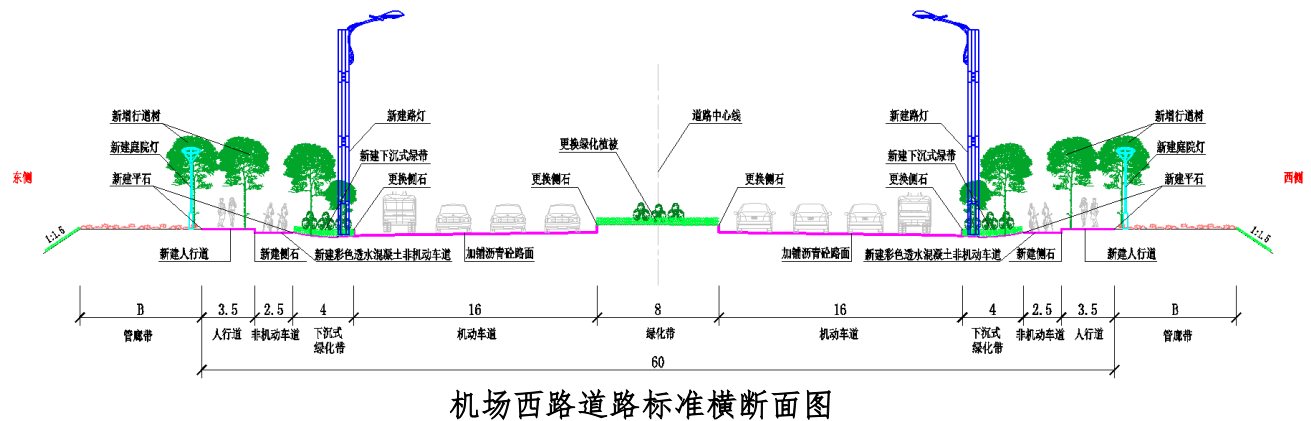 新增行道树
新建路灯
道路中心线
新建路灯
新增行道树
新建庭院灯
更换绿化植被
新建庭院灯
新建下沉式绿带
新建下沉式绿带
东侧
新建平石
更换侧石
更换侧石
更换侧石
更换侧石
新建平石
西侧
1:1.5
1:1.5
新建人行道
新建侧石
新建彩色透水混凝土非机动车道
加铺沥青砼路面
加铺沥青砼路面
新建彩色透水混凝土非机动车道
新建侧石
新建人行道
B 3.5 2.5 4 16 8 16 4 2.5 3.5 B
管廊带 人行道 非机动车道 下沉式 机动车道 绿化带 机动车道 下沉式 非机动车道 人行道 管廊带
绿化带 绿化带
60
机场西路道路标准横断面图